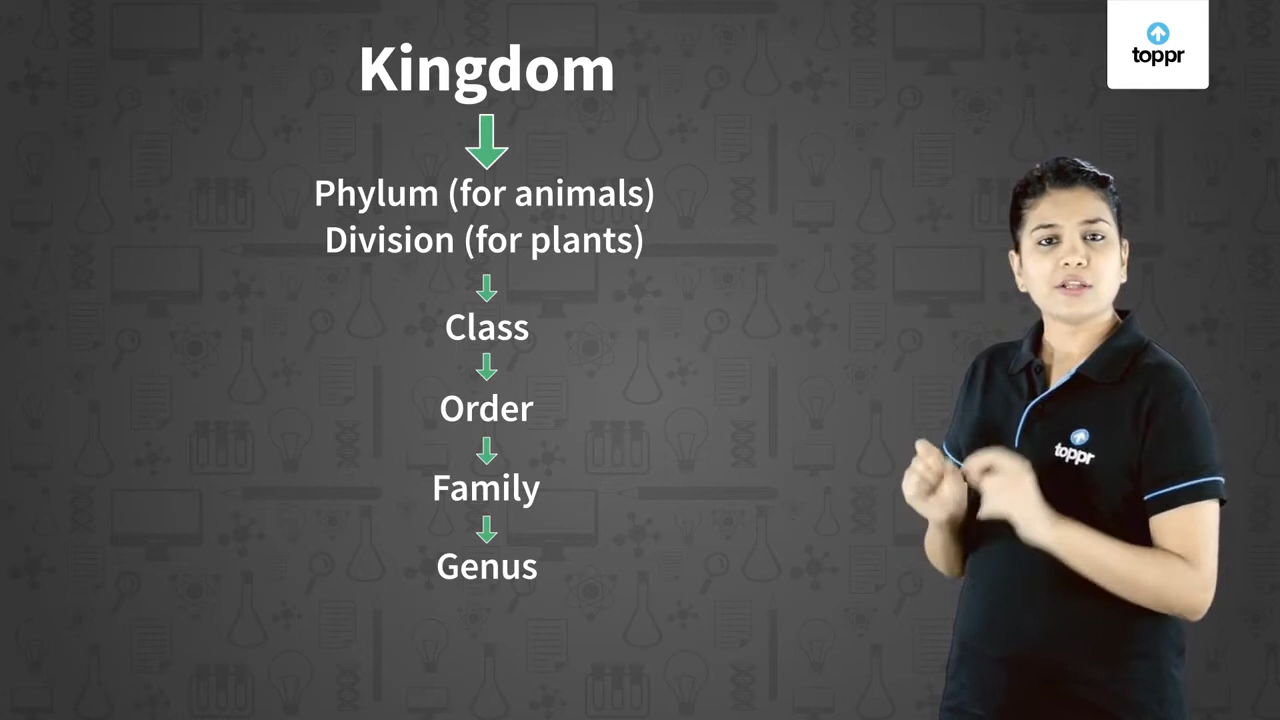 Kingdom
toppr
Phylum (for animals)
Division (for plants)
Class
Order
toppr
Family
Genus